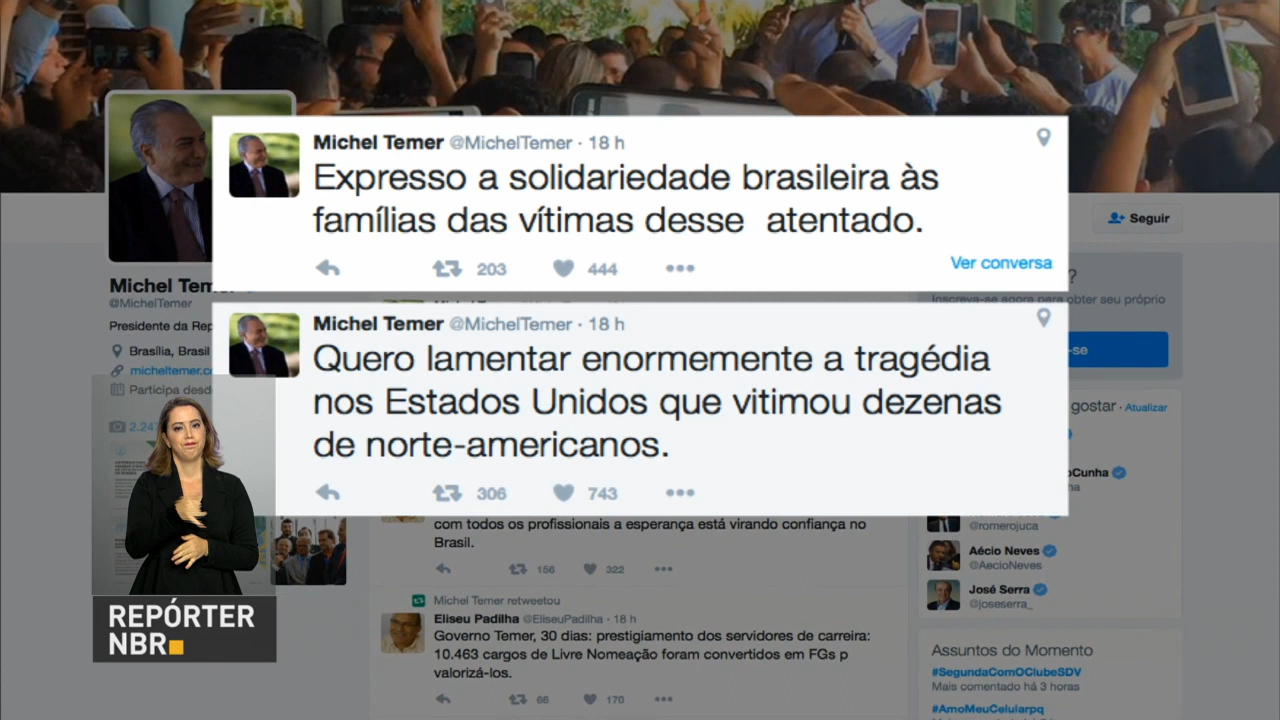 Michel Temer @MichelTemer · 18 h
Expresso a solidariedade brasileira às
famílias das vítimas desse atentado.
203 444
Ver conversa
Michel Temer @MichelTemer · 18 h
Quero lamentar enormemente a tragédia
nos Estados Unidos que vitimou dezenas
de norte-americanos.
306 743
Seguir
?
Inscreva-se agora para obter seu próprio
-se
Michel Tem
@MichelTemer
Presidente da Rep
Brasília, Brasil
micheltemer.co
Participa desd
2.247
com todos os profissionais a esperança está virando confiança no
Brasil.
156 322
Michel Temer retweetou
Eliseu Padilha @EliseuPadilha · 18 h
Governo Temer, 30 dias: prestigiamento dos servidores de carreira:
10.463 cargos de Livre Nomeação foram convertidos em FGs p
valorizá-los.
66 170
gostar · Atualizar
oCunha
ha
@romerojuca
Aécio Neves
@AecioNeves
José Serra
@joseserra_
Assuntos do Momento
#SegundaComOClubeSDV
Mais comentado há 3 horas
#AmoMeuCelularpq
REPÓRTER
NBR